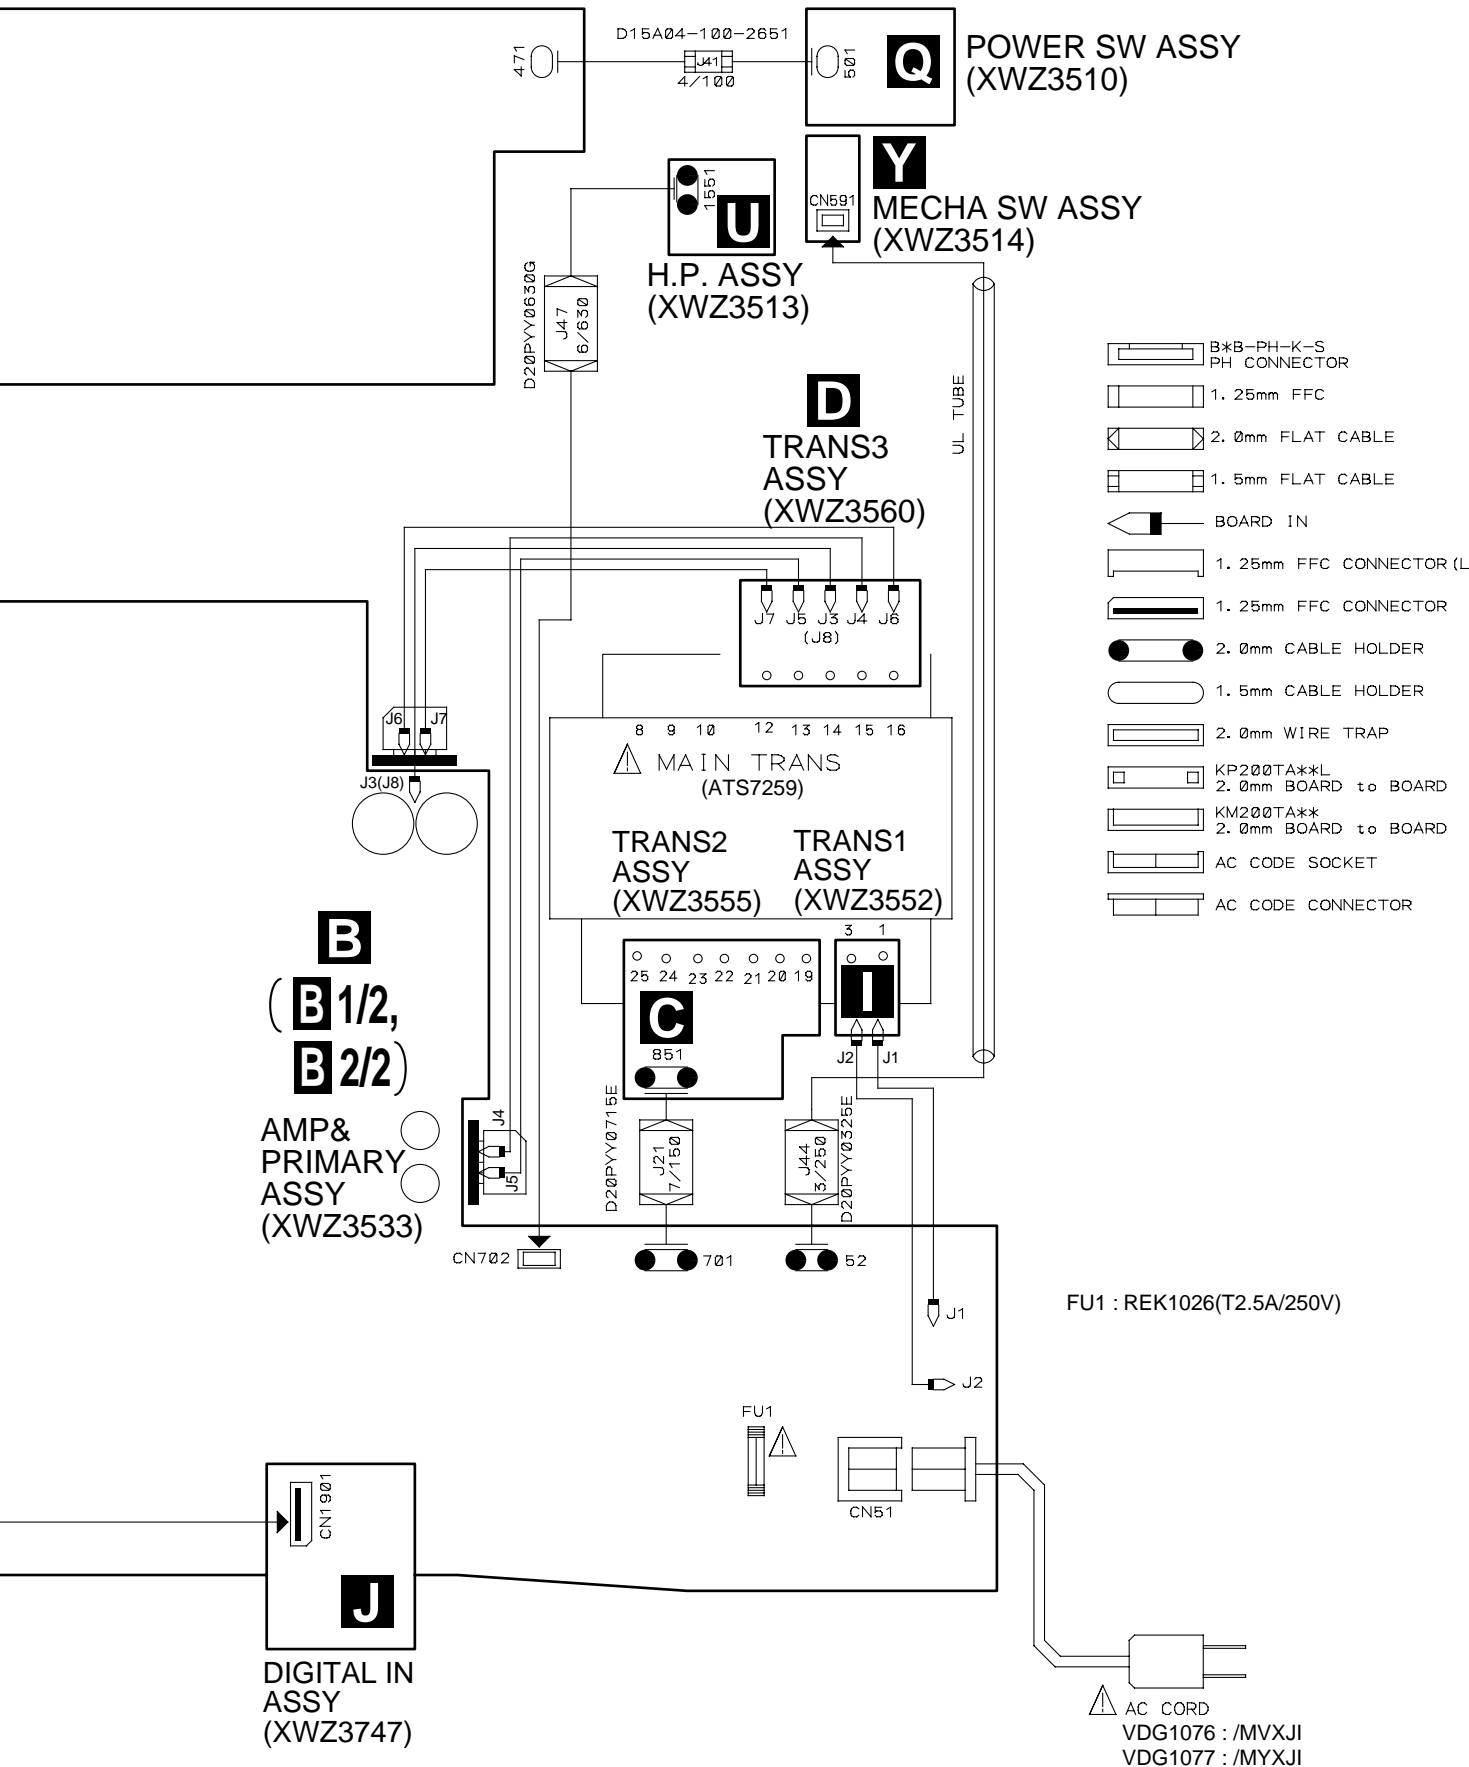 D15A04-100-2651
471
J41
4/100
501
Q
POWER SW ASSY
(XWZ3510)
1551
U
H.P. ASSY
(XWZ3513)
CN591
Y
MECHA SW ASSY
(XWZ3514)
D20PYY0630G
J47
6/630
UL TUBE
B*B-PH-K-S
PH CONNECTOR
1.25mm FFC
2.0mm FLAT CABLE
1.5mm FLAT CABLE
BOARD IN
1.25mm FFC CONNECTOR(L
1.25mm FFC CONNECTOR
2.0mm CABLE HOLDER
1.5mm CABLE HOLDER
2.0mm WIRE TRAP
KP200TA**L
2.0mm BOARD to BOARD
KM200TA**
2.0mm BOARD to BOARD
AC CODE SOCKET
AC CODE CONNECTOR
D
TRANS3
ASSY
(XWZ3560)
J7 J5 J3 J4 J6
(J8)
J6 J7
J3(J8)
8 9 10 12 13 14 15 16
MAIN TRANS
(ATS7259)
TRANS2
ASSY
(XWZ3555)
TRANS1
ASSY
(XWZ3552)
3 1
I
J2 J1
25 24 23 22 21 20 19
C
851
B
(B 1/2,
B 2/2)
AMP&
PRIMARY
ASSY
(XWZ3533)
J4
J5
D20PYY0715E
J21
7/150
J44
3/250
D20PYY0325E
CN702
701
52
J1
J2
FU1 : REK1026(T2.5A/250V)
FU1
CN51
CN1901
J
DIGITAL IN
ASSY
(XWZ3747)
AC CORD
VDG1076 : /MVXJI
VDG1077 : /MYXJI